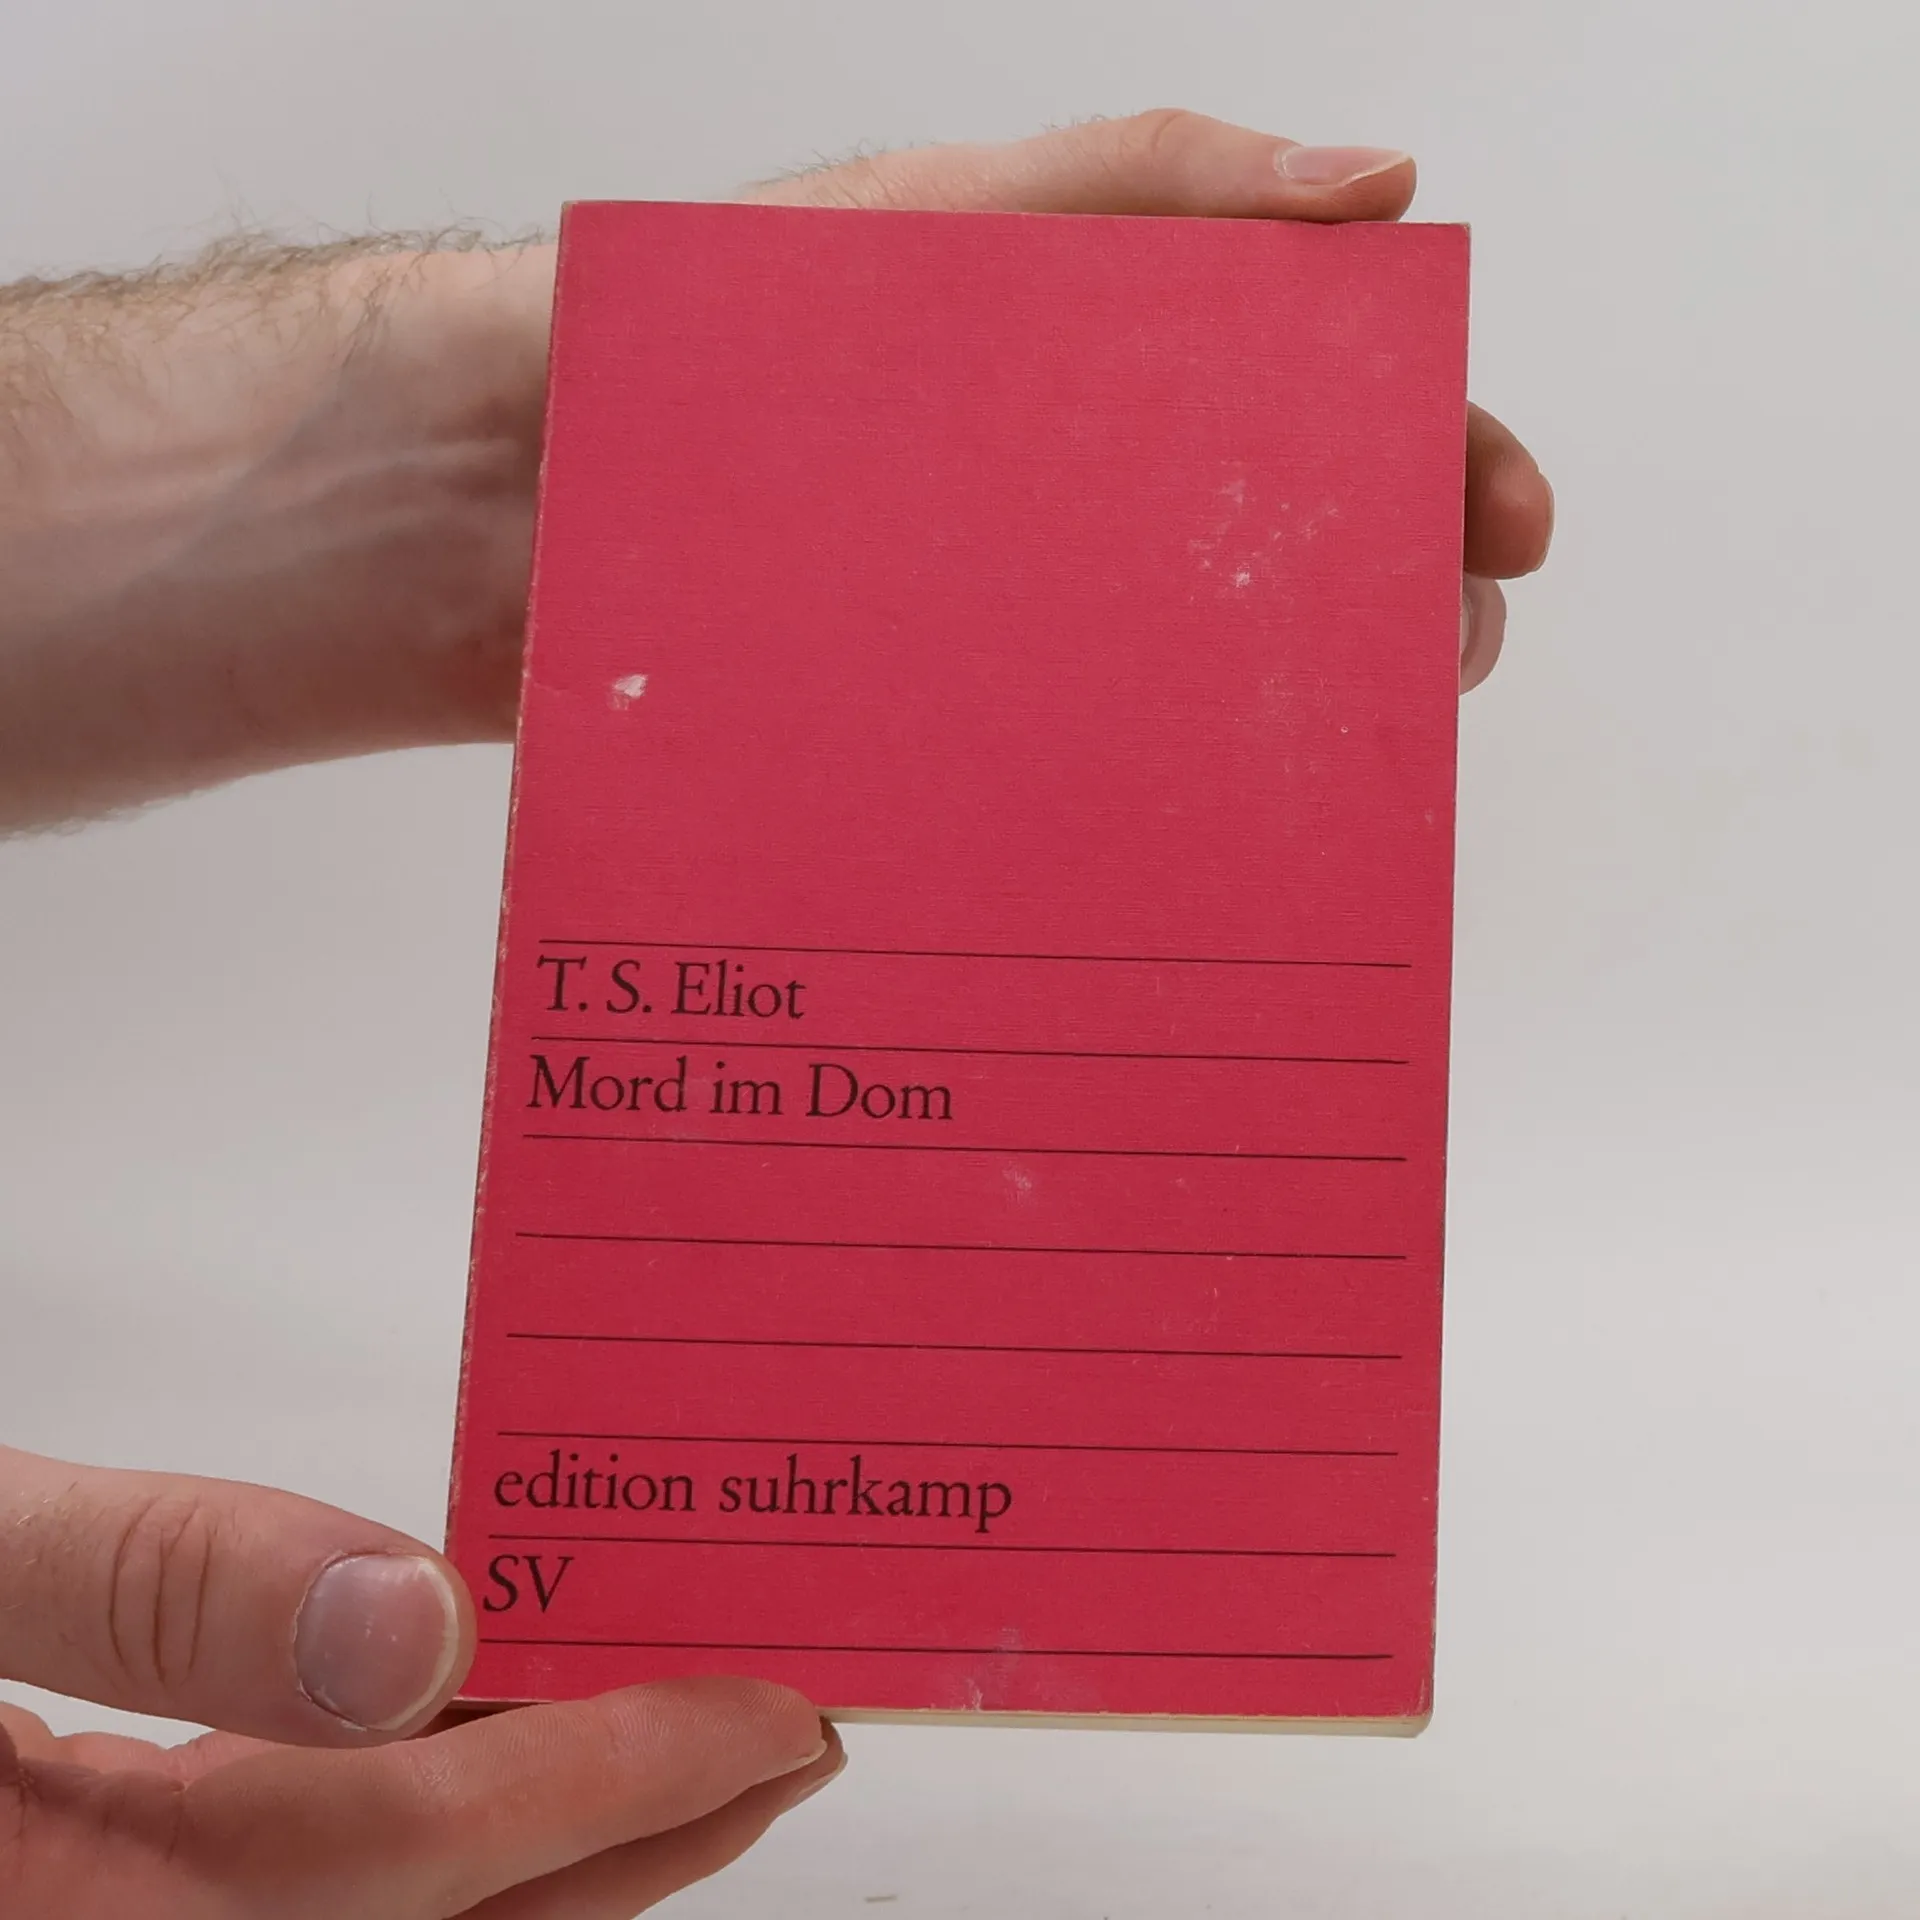 T. S. Eliot
Mord im Dom
edition suhrkamp
SV